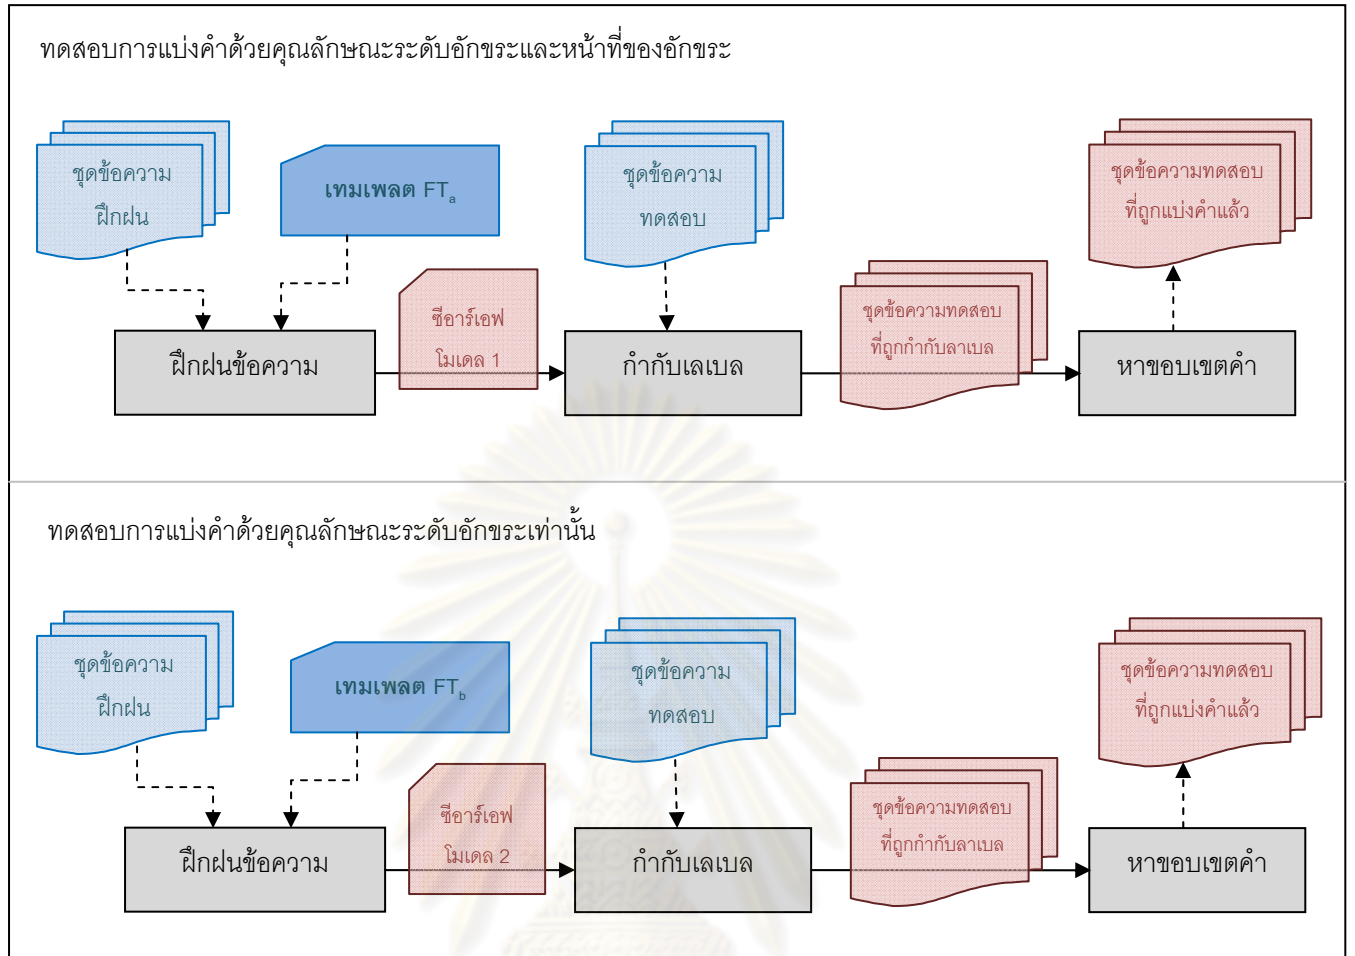 ทดสอบการแบ่งคำด้วยคุณลักษณะระดับอักขระและหน้าที่ของอักขระ
ชุดข้อความ
ฝึกฝน
เทมเพลต FTa
ชุดข้อความ
ทดสอบ
ชุดข้อความทดสอบ
ที่ถูกแบ่งคำแล้ว
ซีอาร์เอฟ
โมเดล 1
ชุดข้อความทดสอบ
ที่ถูกกำกับลาเบล
ฝึกฝนข้อความ
กำกับเลเบล
หาขอบเขตคำ
ทดสอบการแบ่งคำด้วยคุณลักษณะระดับอักขระเท่านั้น
ชุดข้อความ
ฝึกฝน
เทมเพลต FTb
ชุดข้อความ
ทดสอบ
ชุดข้อความทดสอบ
ที่ถูกแบ่งคำแล้ว
ซีอาร์เอฟ
โมเดล 2
ชุดข้อความทดสอบ
ที่ถูกกำกับลาเบล
ฝึกฝนข้อความ
กำกับเลเบล
หาขอบเขตคำ